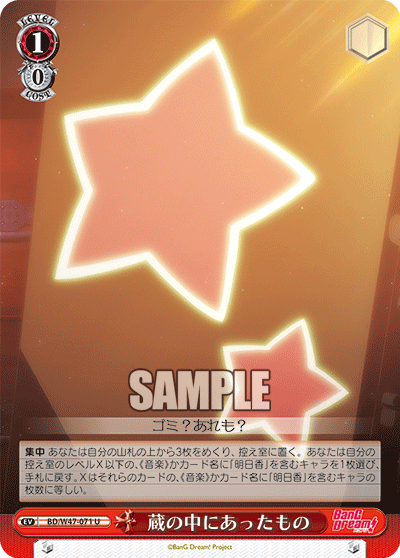 LEVEL
1
0
COST
SAMPLE
ゴミ？あれも？
集中 あなたは自分の山札の上から3枚をめくり、控え室に置く。あなたは自分の
控え室のレベルX以下の、《音楽》かカード名に「明日香」を含むキャラを1枚選び、
手札に戻す。Xはそれらのカードの、《音楽》かカード名に「明日香」を含むキャラの
枚数に等しい。
EV BD/W47-071 U 蔵の中にあったもの BanG Dream!
©BanG Dream! Project